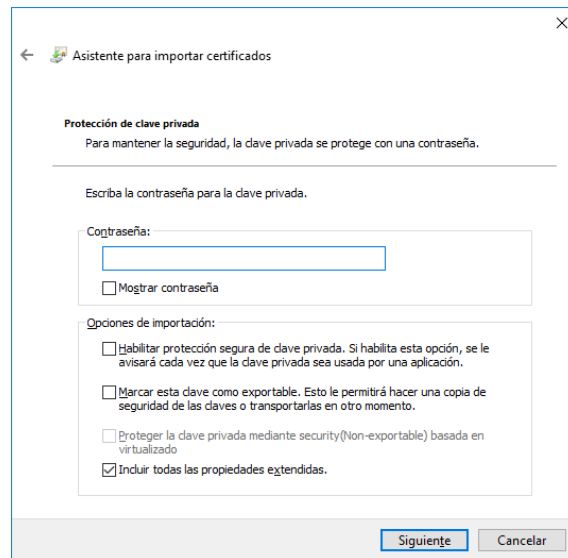 Asistente para importar certificados
Protección de clave privada
Para mantener la seguridad, la clave privada se protege con una contraseña.
Escriba la contraseña para la clave privada.
Contraseña:
Mostrar contraseña
Opciones de importación:
Habilitar protección segura de clave privada. Si habilita esta opción, se le
avisará cada vez que la clave privada sea usada por una aplicación.
Marcar esta clave como exportable. Esto le permitirá hacer una copia de
seguridad de las claves o transportarlas en otro momento.
Proteger la clave privada mediante security(Non-exportable) basada en
virtualizado
Incluir todas las propiedades extendidas.
Siguiente
Cancelar